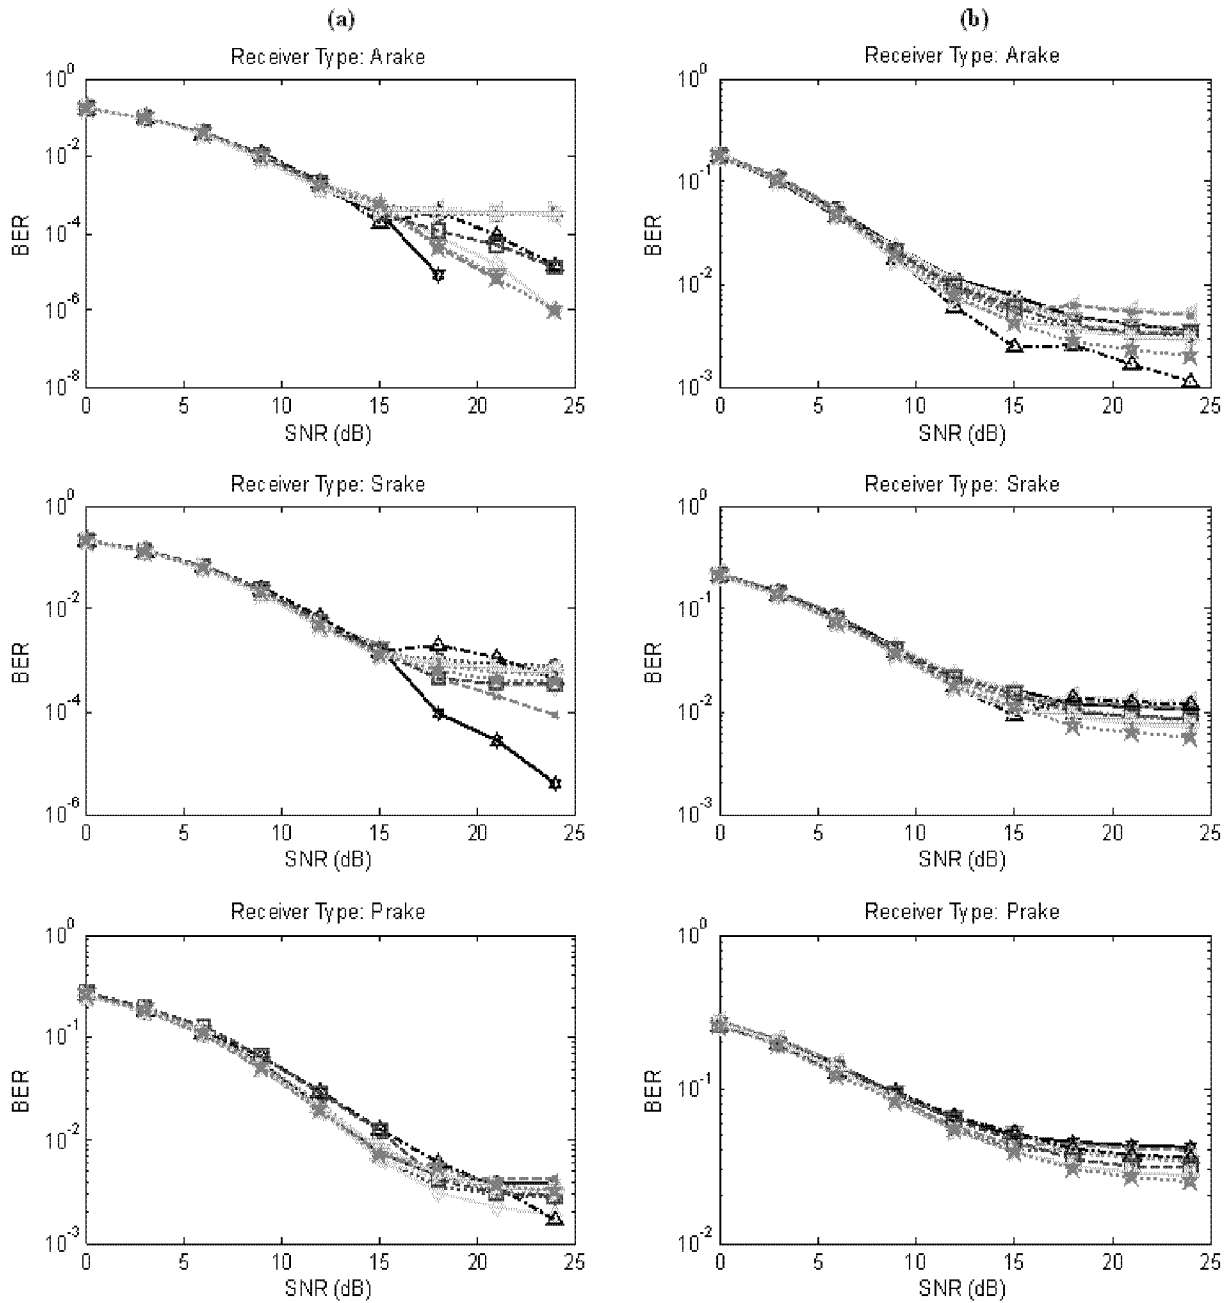 (a)
(b)
Receiver Type: Arake
10^0
10^-2
10^-4
10^-6
10^-8
BER
0 5 10 15 20 25
SNR (dB)
Receiver Type: Arake
10^0
10^-1
10^-2
10^-3
BER
0 5 10 15 20 25
SNR (dB)
Receiver Type: Srake
10^0
10^-2
10^-4
10^-6
BER
0 5 10 15 20 25
SNR (dB)
Receiver Type: Srake
10^0
10^-1
10^-2
10^-3
BER
0 5 10 15 20 25
SNR (dB)
Receiver Type: Prake
10^0
10^-1
10^-2
10^-3
BER
0 5 10 15 20 25
SNR (dB)
Receiver Type: Prake
10^0
10^-1
10^-2
BER
0 5 10 15 20 25
SNR (dB)